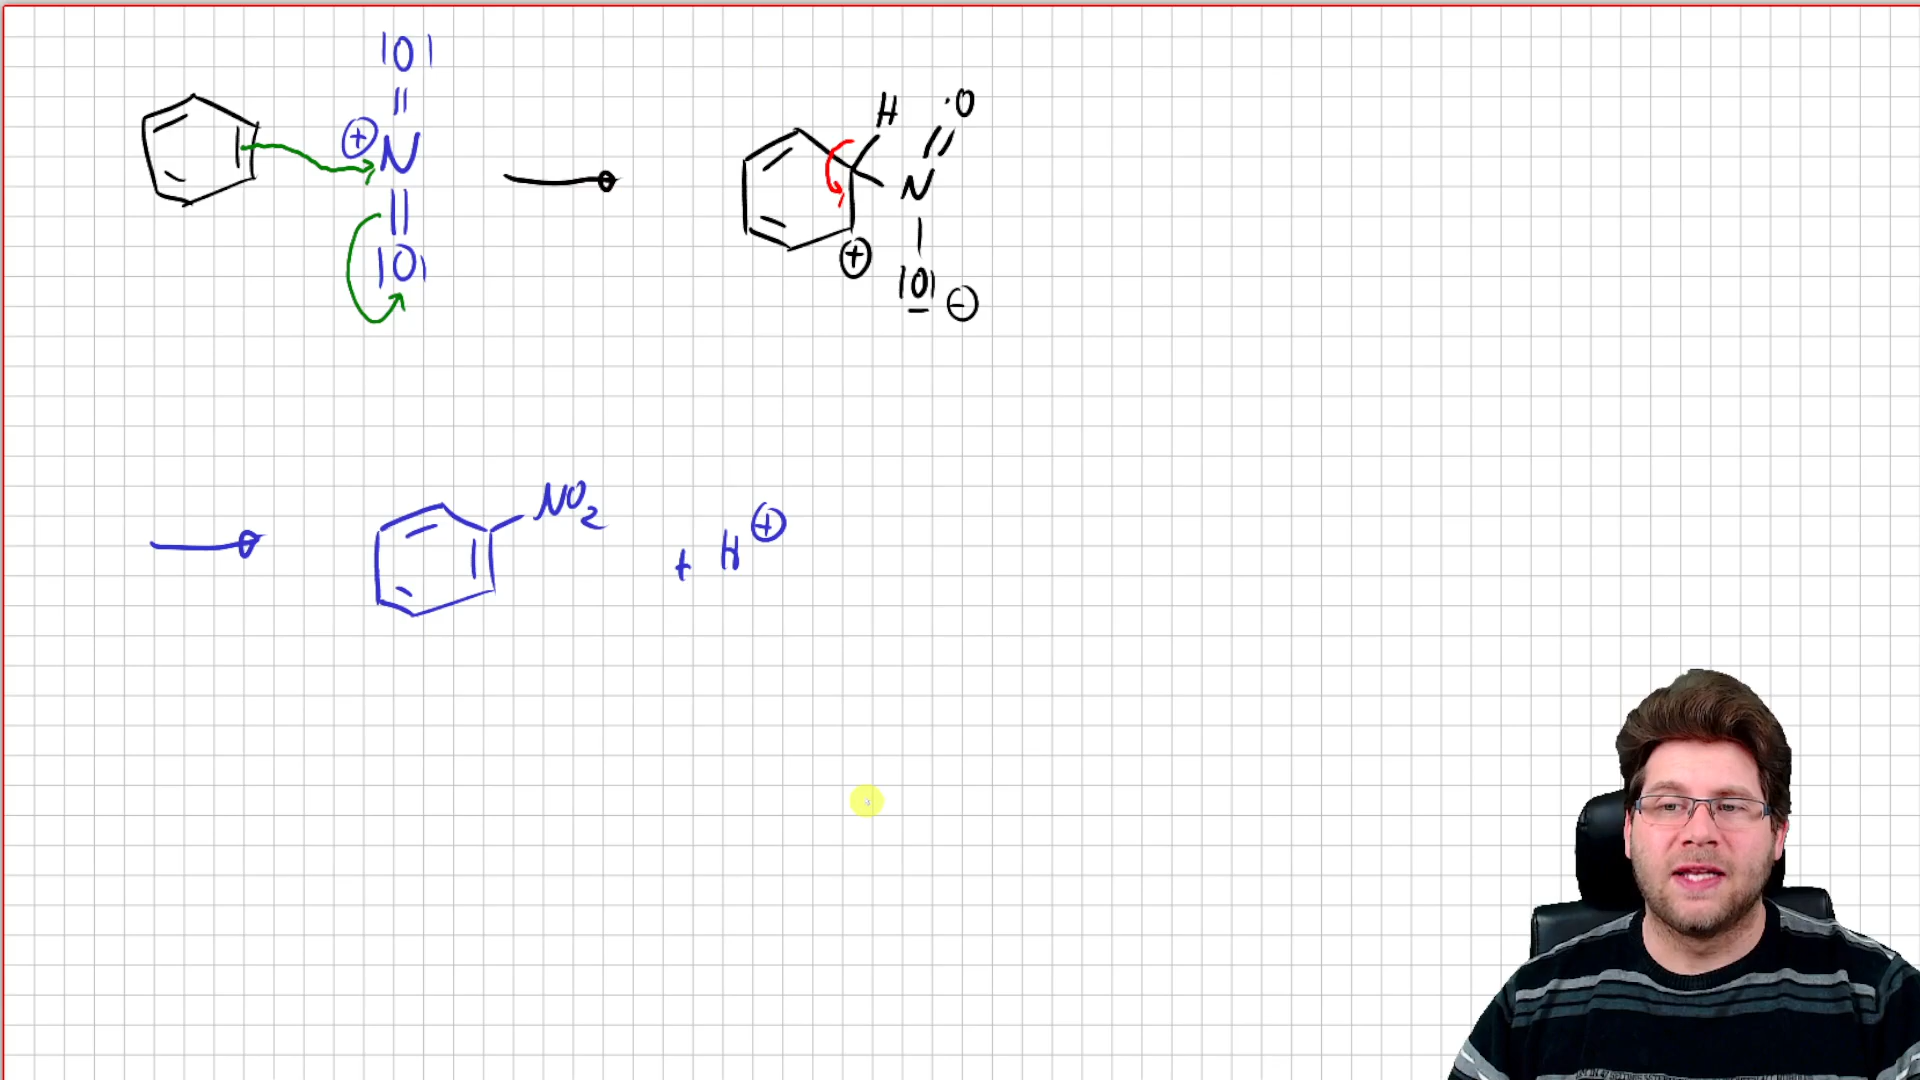 |O|
||
⊕ N
||
|O|
H
O
N
|
|O| ⊖
⊕
NO₂
+ H⊕